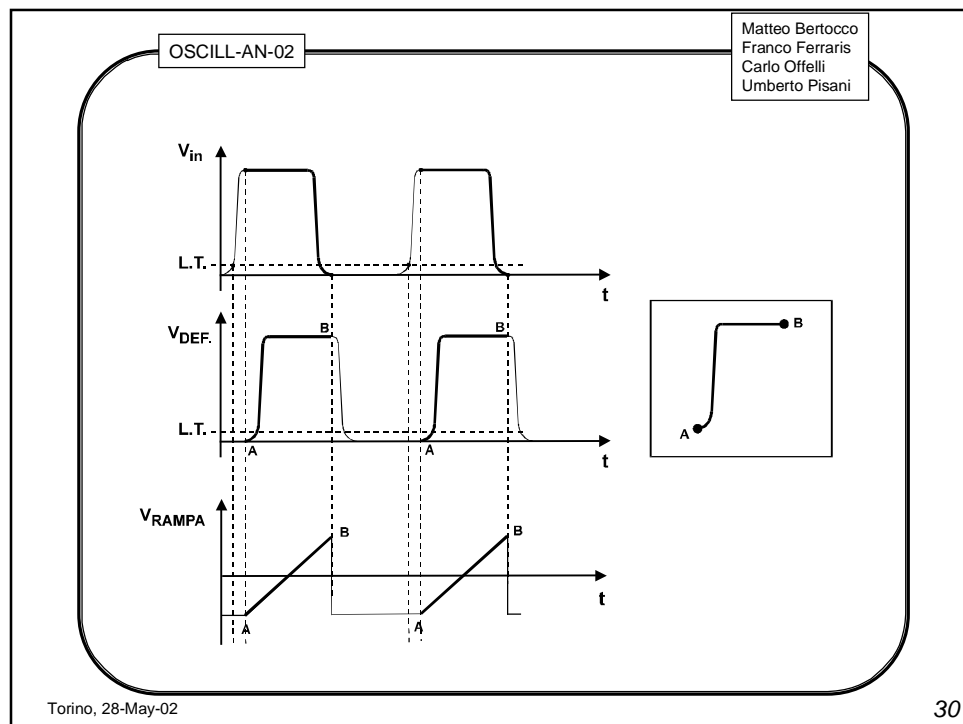 OSCILL-AN-02
Matteo Bertocco
Franco Ferraris
Carlo Offelli
Umberto Pisani
Vin
L.T.
t
VDEF.
B
B
L.T.
A
A
t
A
B
VRAMPA
B
B
t
A
A
Torino, 28-May-02
30